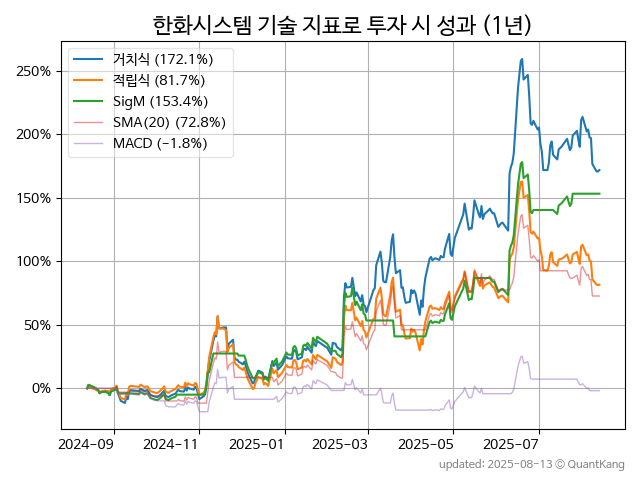 한화시스템 기술 지표로 투자 시 성과 (1년)
거치식 (172.1%)
적립식 (81.7%)
SigM (153.4%)
SMA(20) (72.8%)
MACD (−1.8%)
250%
200%
150%
100%
50%
0%
2024-09
2024-11
2025-01
2025-03
2025-05
2025-07
updated: 2025-08-13 © QuantKang